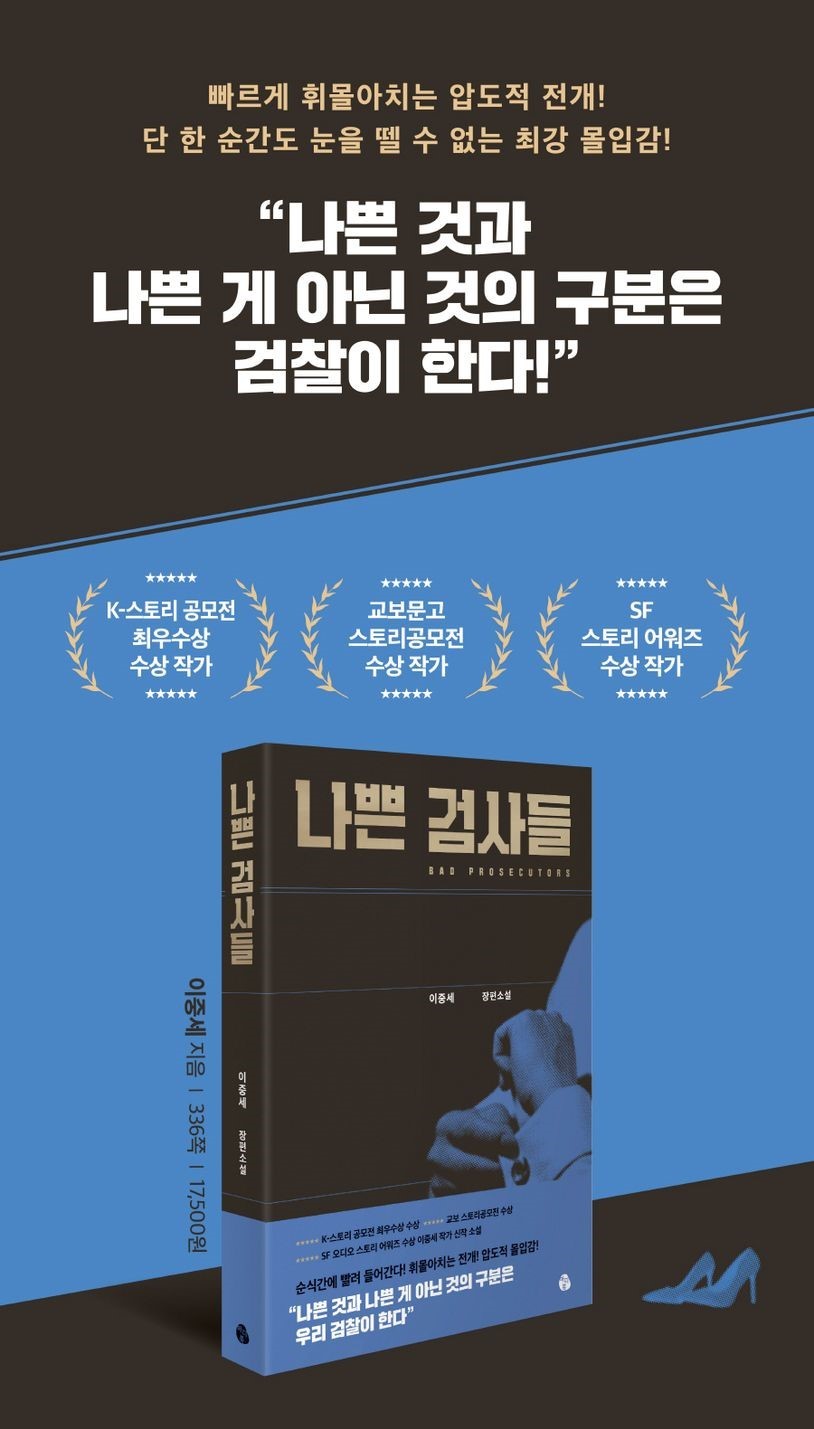 빠르게 휘몰아치는 압도적 전개!
단 한 순간도 눈을 뗄 수 없는 최강 몰입감!
“나쁜 것과
나쁜 게 아닌 것의 구분은
검찰이 한다!”
★★★★★
K-스토리 공모전
최우수상
수상 작가
★★★★★
★★★★★
교보문고
스토리공모전
수상 작가
★★★★★
★★★★★
SF
스토리 어워즈
수상 작가
★★★★★
이중세 지음 | 336쪽 | 17,500원
나쁜 검사들
이중세 장편소설
나쁜 검사들
BAD PROSECUTORS
이중세 장편소설
★★★★★ K-스토리 공모전 최우수상 수상 ★★★★★ 교보 스토리공모전 수상
★★★★★ SF 오디오 스토리 어워즈 수상 이중세 작가 신작 소설
순식간에 빨려 들어간다! 휘몰아치는 전개! 압도적 몰입감!
“나쁜 것과 나쁜 게 아닌 것의 구분은
우리 검찰이 한다”